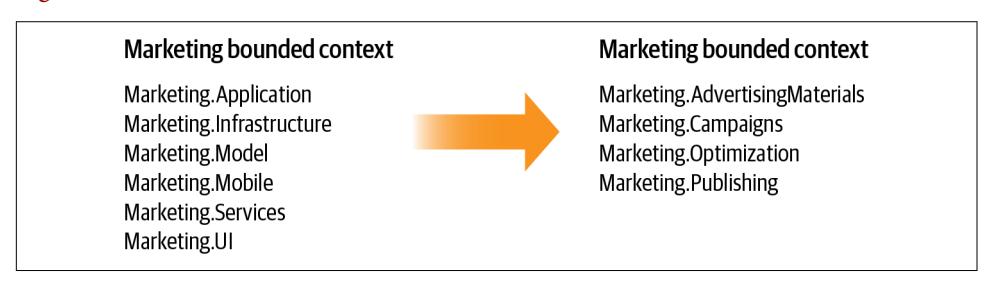 Marketing bounded context
Marketing.Application
Marketing.Infrastructure
Marketing.Model
Marketing.Mobile
Marketing.Services
Marketing.UI
Marketing bounded context
Marketing.AdvertisingMaterials
Marketing.Campaigns
Marketing.Optimization
Marketing.Publishing